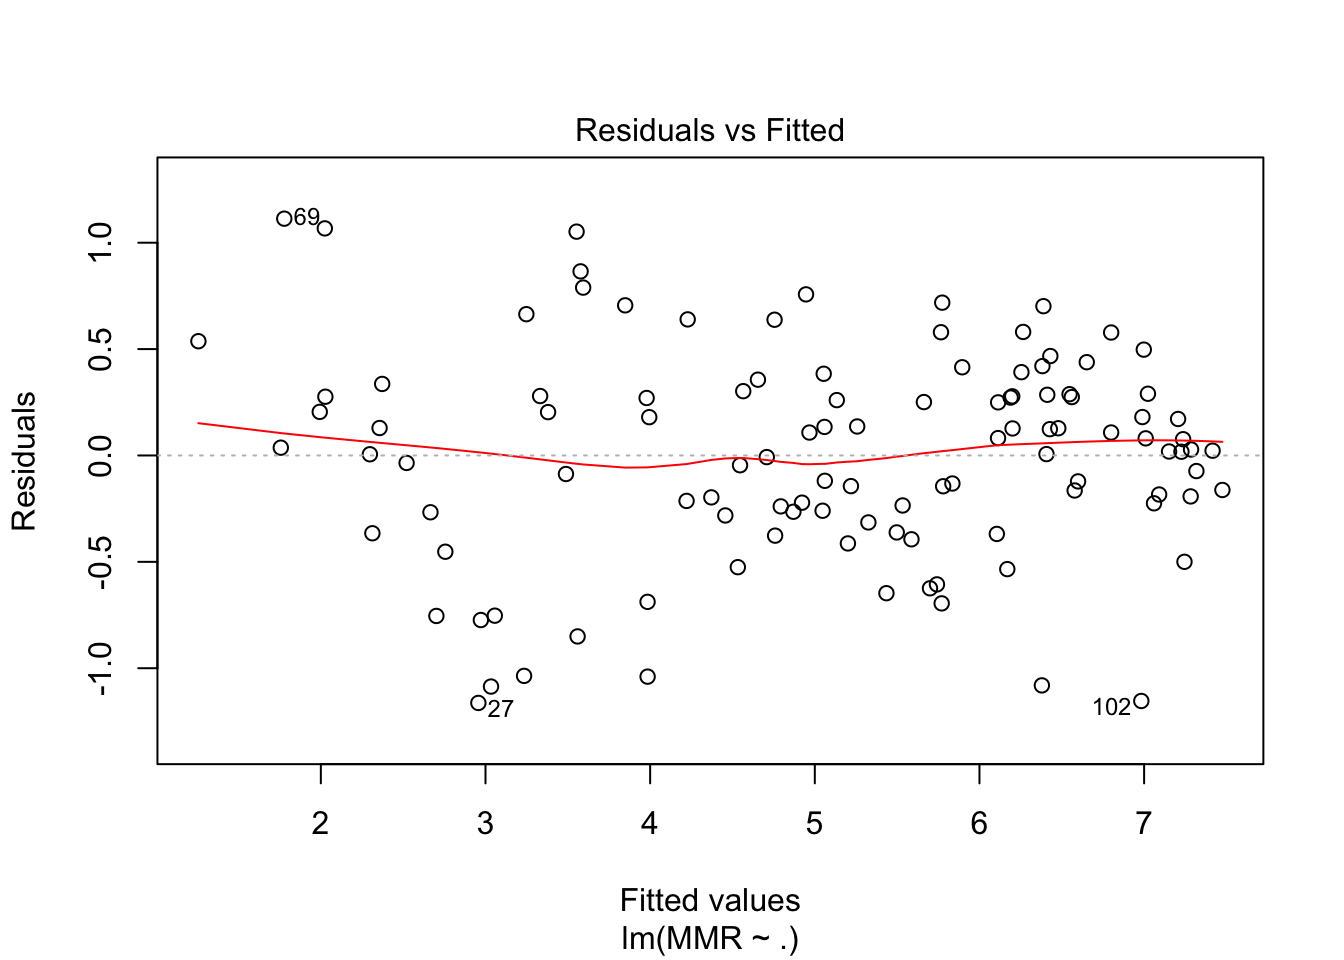 Residuals vs Fitted
Residuals
1.0
0.5
0.0
-0.5
-1.0
69
27
102
2 3 4 5 6 7
Fitted values
lm(MMR ~ .)